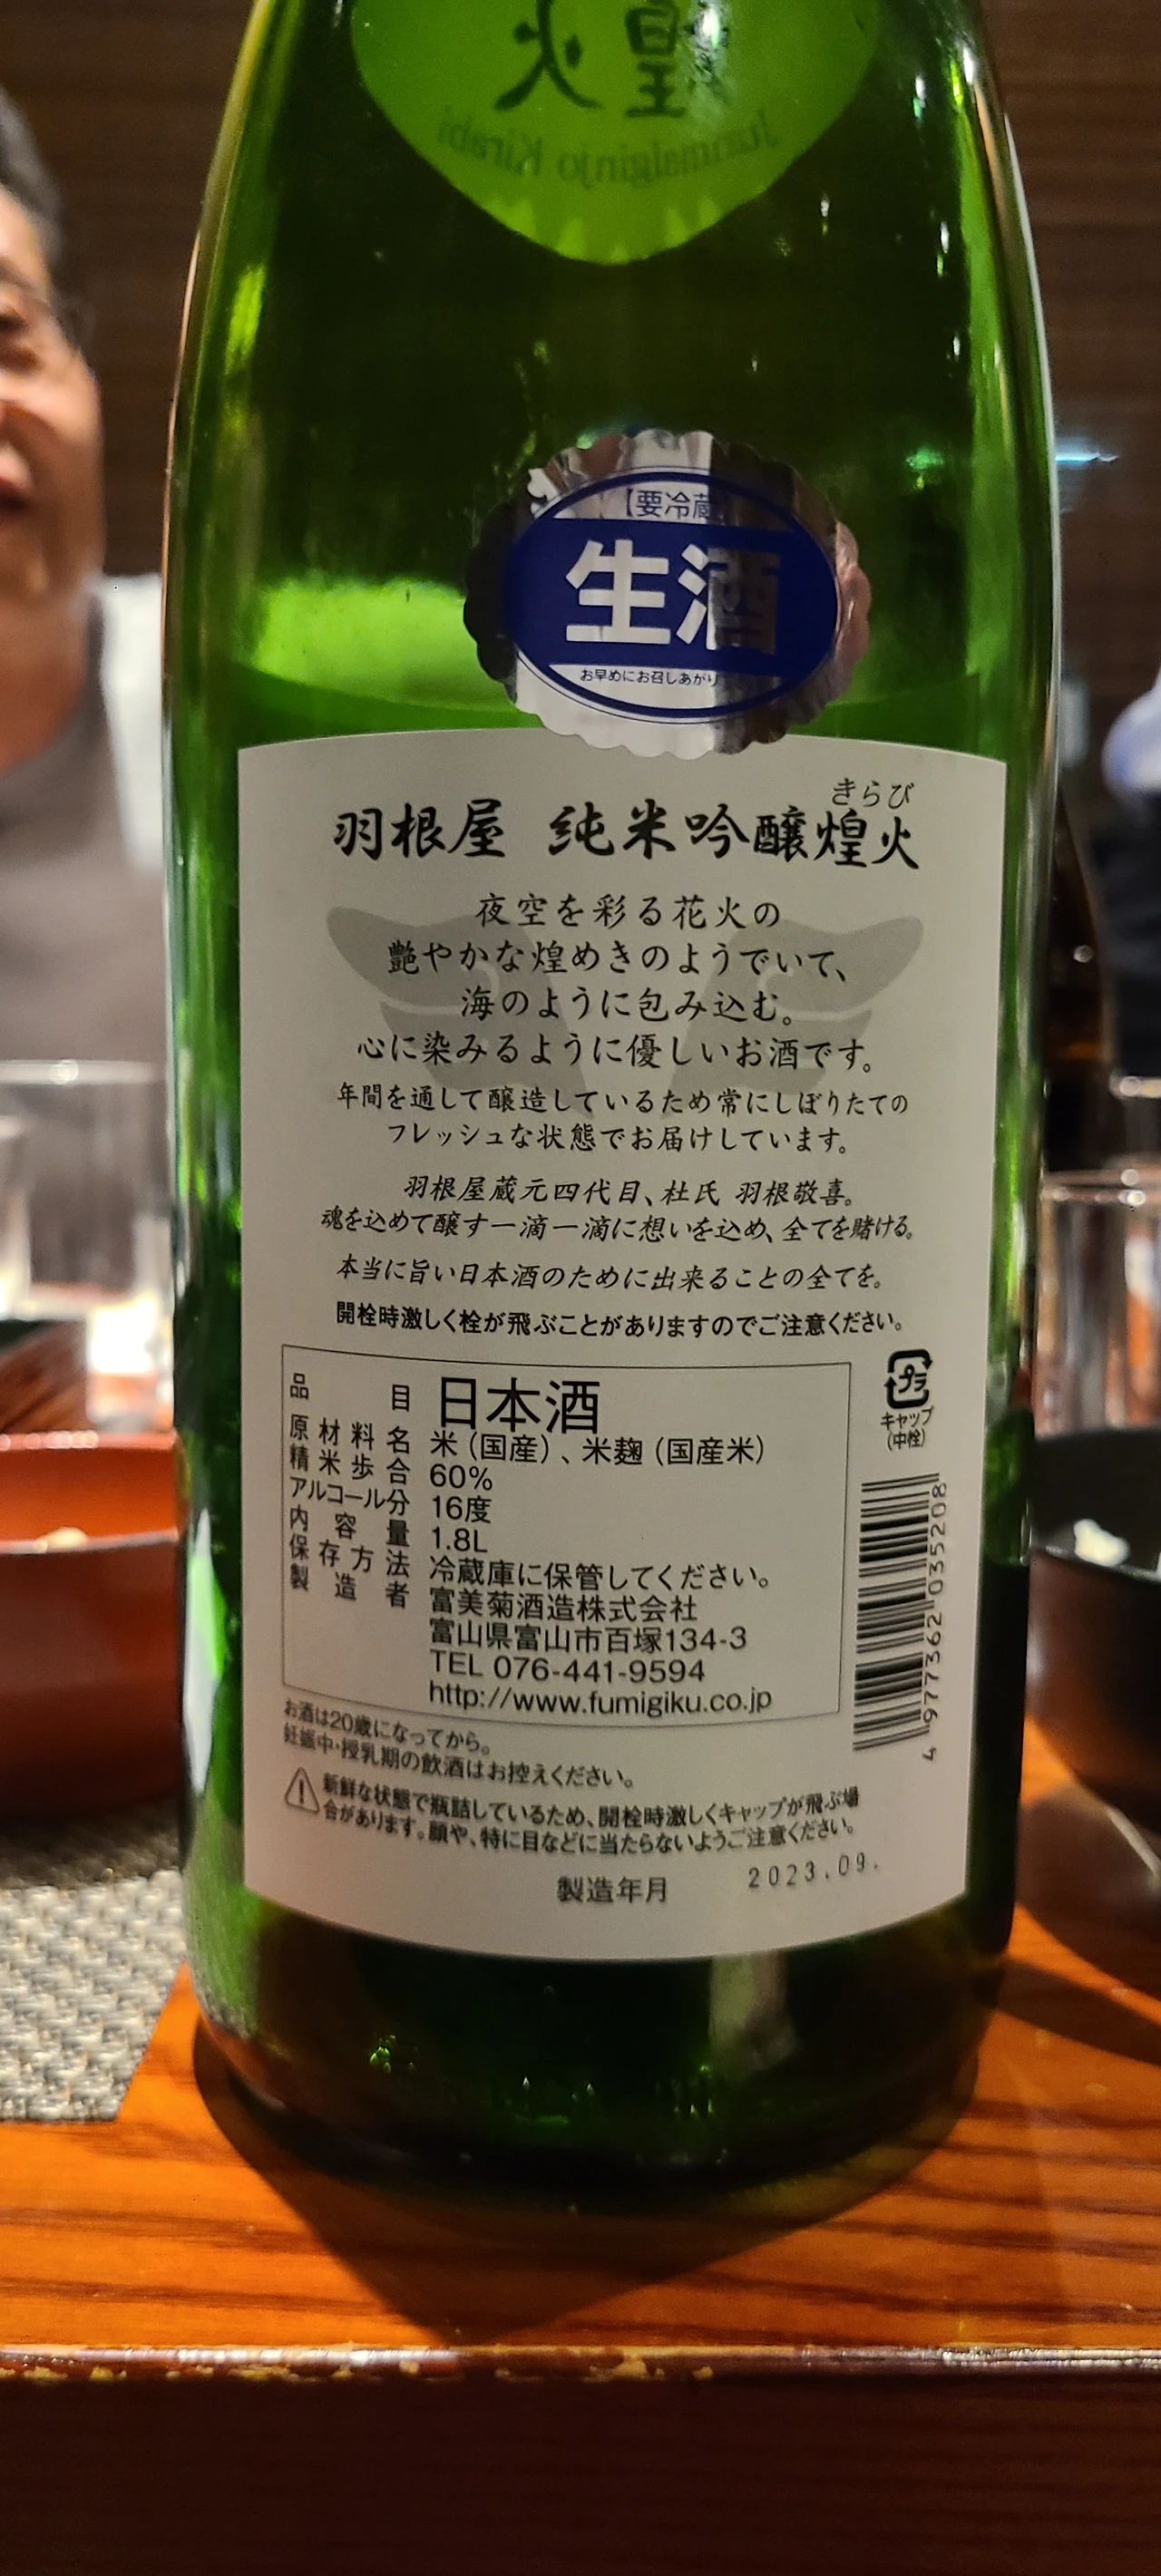 煌火
Junmaiginjo Kirabi
【要冷蔵】
生酒
お早めにお召しあがり
きらび
羽根屋 純米吟醸煌火
夜空を彩る花火の
艶やかな煌めきのようでいて、
海のように包み込む。
心に染みるように優しいお酒です。
年間を通して醸造しているため常にしぼりたての
フレッシュな状態でお届けしています。
羽根屋蔵元四代目、杜氏 羽根敬喜。
魂を込めて醸す一滴一滴に想いを込め、全てを賭ける。
本当に旨い日本酒のために出来ることの全てを。
開栓時激しく栓が飛ぶことがありますのでご注意ください。
品目 日本酒
原材料名 米（国産）、米麹（国産米）
精米歩合 60%
アルコール分 16度
内容量 1.8L
保存方法 冷蔵庫に保管してください。
製造者 富美菊酒造株式会社
富山県富山市百塚134-3
TEL 076-441-9594
http://www.fumigiku.co.jp
プラ
キャップ
(中栓)
4 977362 035208
お酒は20歳になってから。
妊娠中・授乳期の飲酒はお控えください。
新鮮な状態で瓶詰しているため、開栓時激しくキャップが飛ぶ場
合があります。顔や、特に目などに当たらないようご注意ください。
製造年月 2023.09.